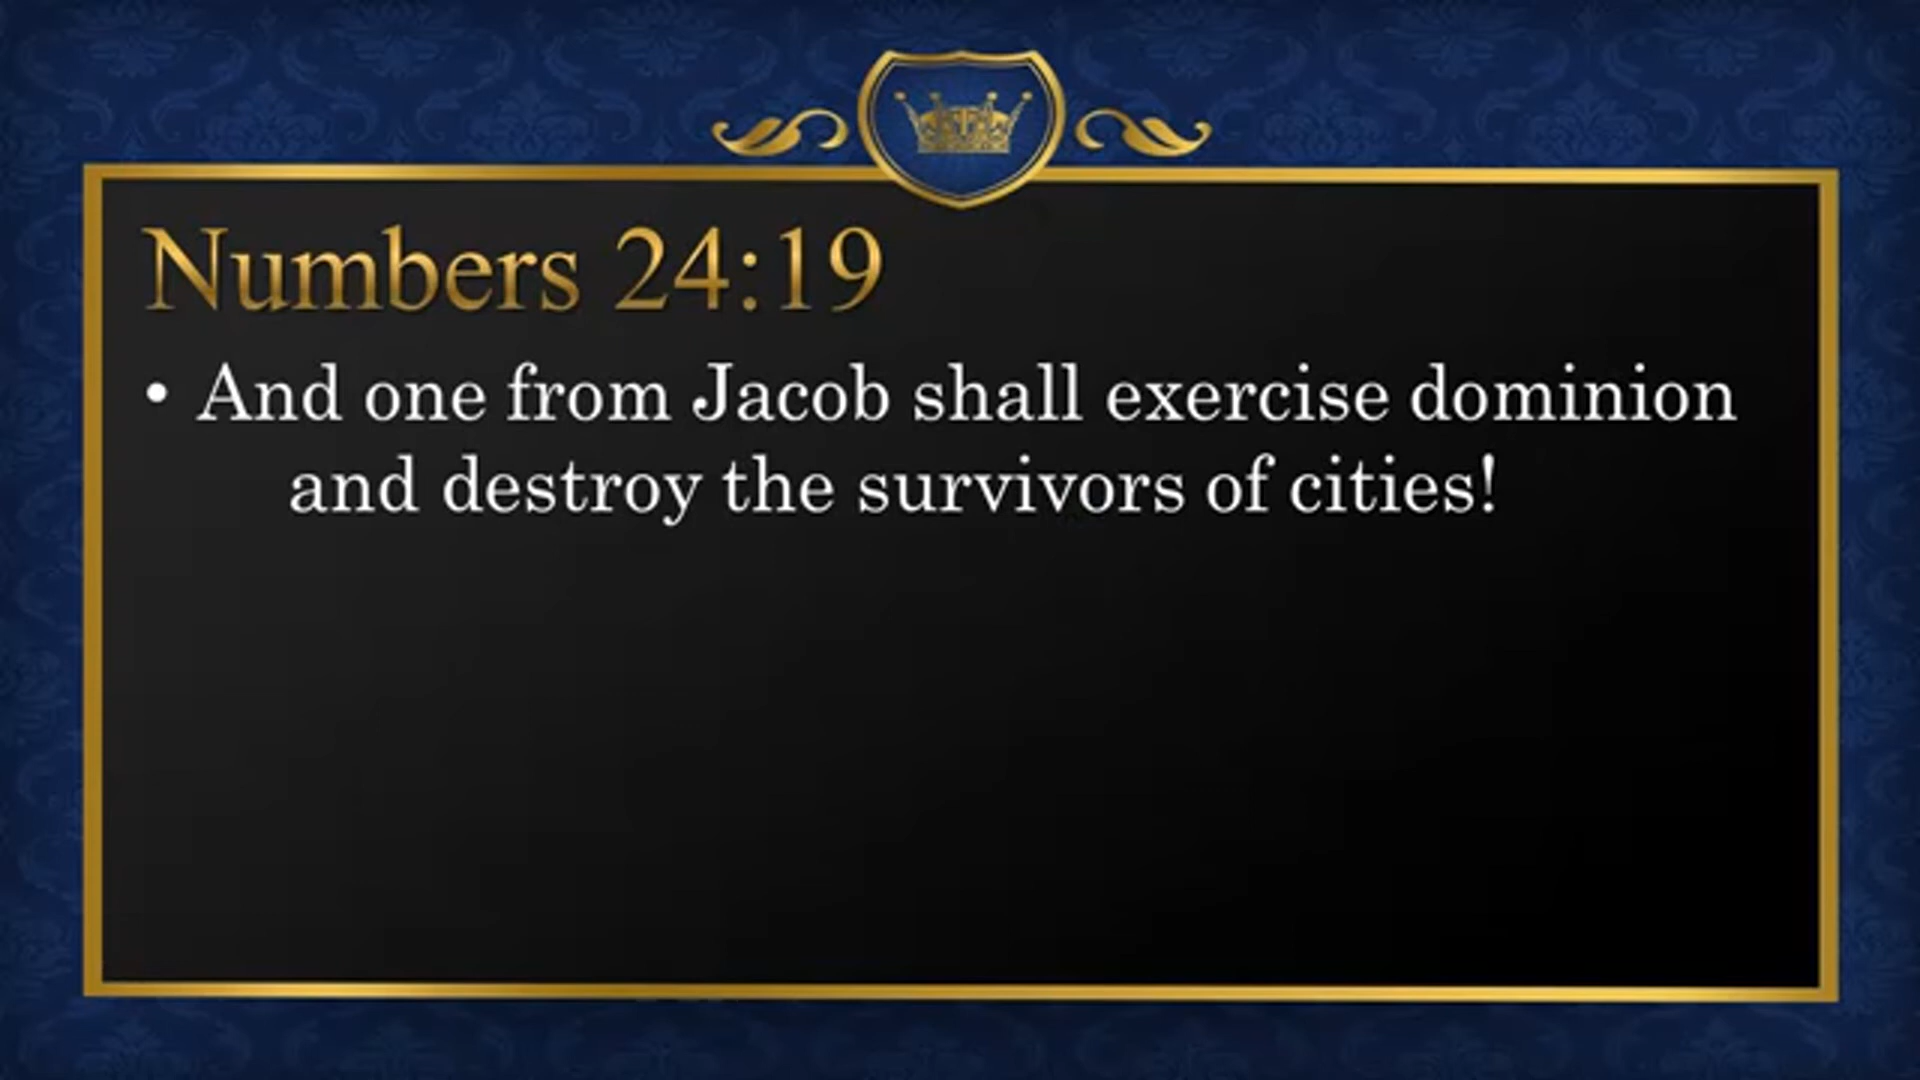 Numbers 24:19
• And one from Jacob shall exercise dominion
and destroy the survivors of cities!